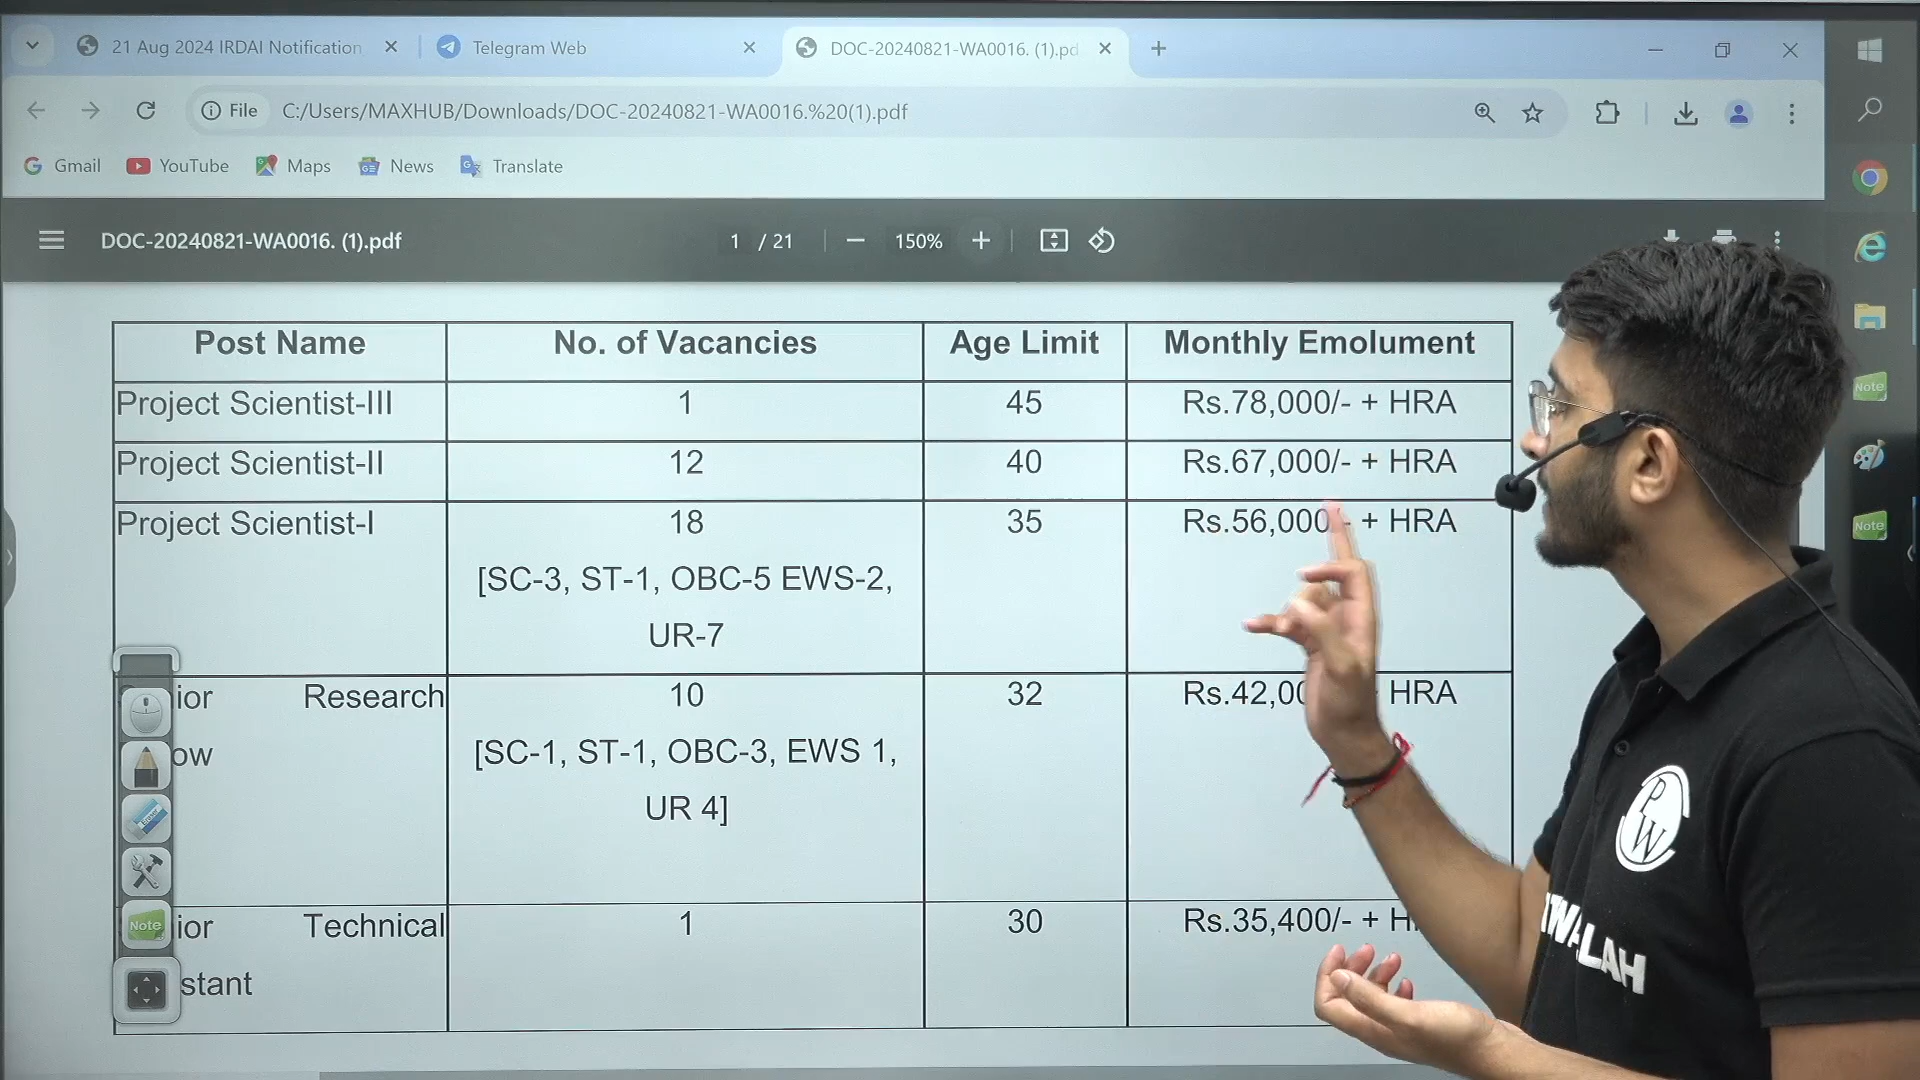 21 Aug 2024 IRDAI Notification
Telegram Web
DOC-20240821-WA0016. (1).pd
File
C:/Users/MAXHUB/Downloads/DOC-20240821-WA0016.%20(1).pdf
Gmail
YouTube
Maps
News
Translate
DOC-20240821-WA0016. (1).pdf
1 / 21
150%
Post Name
No. of Vacancies
Age Limit
Monthly Emolument
Project Scientist-III
1
45
Rs.78,000/- + HRA
Project Scientist-II
12
40
Rs.67,000/- + HRA
Project Scientist-I
18
[SC-3, ST-1, OBC-5 EWS-2,
UR-7
35
Rs.56,000 - + HRA
ior Research
ow
10
[SC-1, ST-1, OBC-3, EWS 1,
UR 4]
32
Rs.42,00 HRA
ior Technical
stant
1
30
Rs.35,400/- + H
Note
Note
Note
PW
LAH